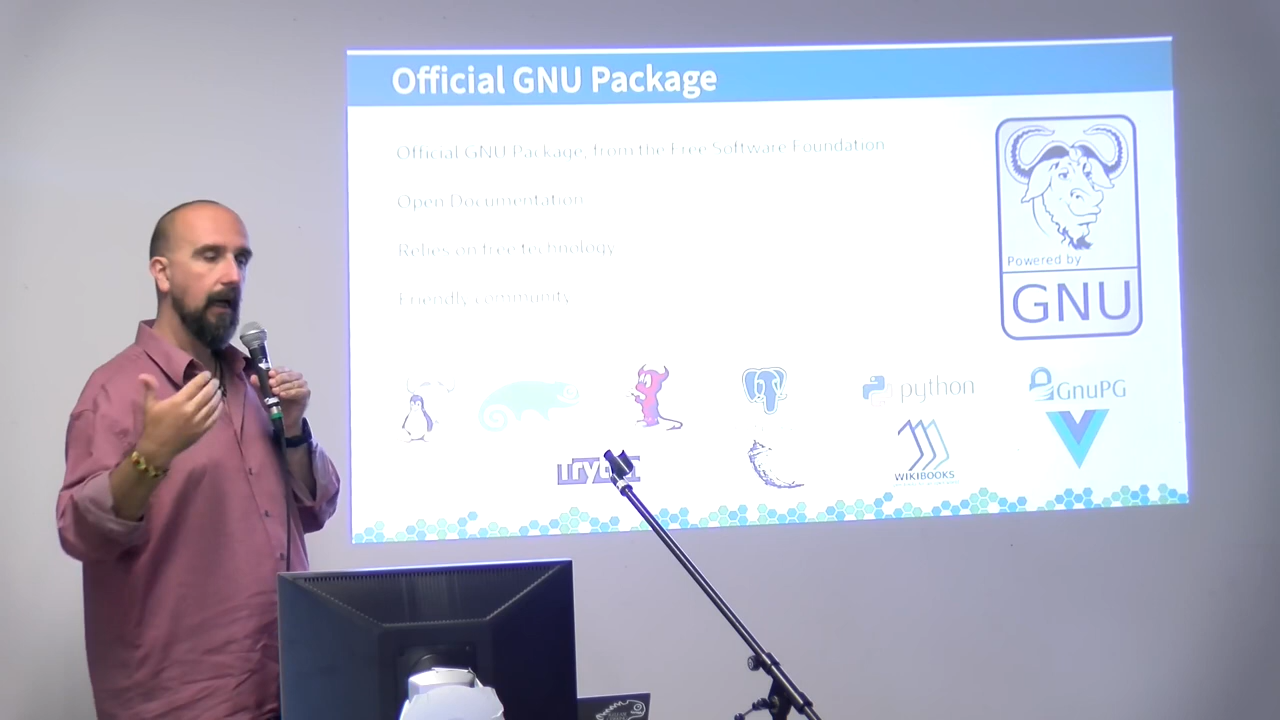 Official GNU Package
Official GNU Package, from the Free Software Foundation
Open Documentation
Relies on free technology
Friendly community
Powered by
GNU
python
GnuPG
Tryton
WIKIBOOKS